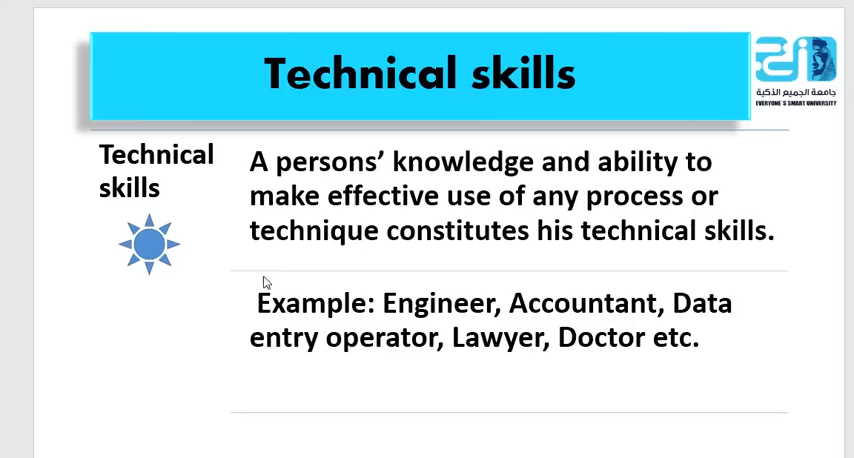 Technical skills
جامعة الجميع الذكية
EVERYONE`S SMART UNIVERSITY
Technical
skills
A persons’ knowledge and ability to
make effective use of any process or
technique constitutes his technical skills.
Example: Engineer, Accountant, Data
entry operator, Lawyer, Doctor etc.